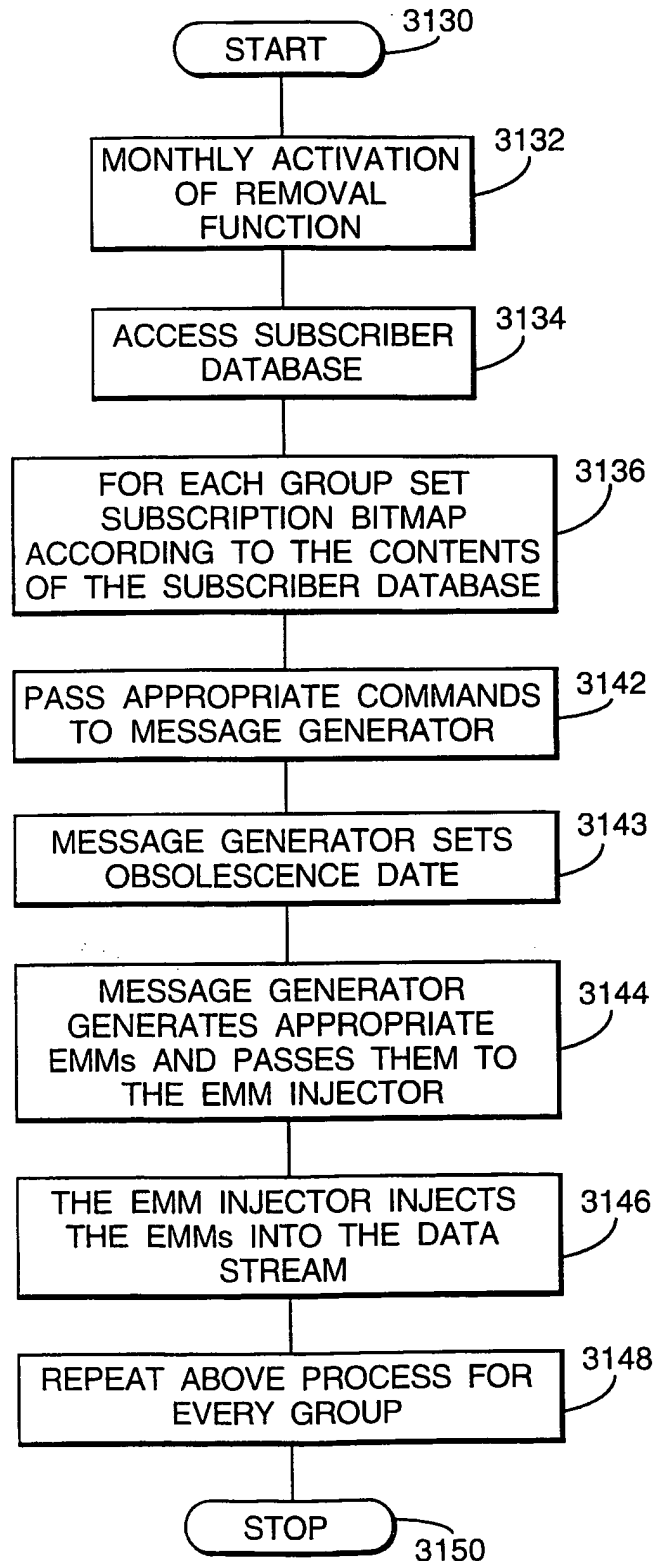 START
3130
MONTHLY ACTIVATION
OF REMOVAL
FUNCTION
3132
ACCESS SUBSCRIBER
DATABASE
3134
FOR EACH GROUP SET
SUBSCRIPTION BITMAP
ACCORDING TO THE CONTENTS
OF THE SUBSCRIBER DATABASE
3136
PASS APPROPRIATE COMMANDS
TO MESSAGE GENERATOR
3142
MESSAGE GENERATOR SETS
OBSOLESCENCE DATE
3143
MESSAGE GENERATOR
GENERATES APPROPRIATE
EMMs AND PASSES THEM TO
THE EMM INJECTOR
3144
THE EMM INJECTOR INJECTS
THE EMMs INTO THE DATA
STREAM
3146
REPEAT ABOVE PROCESS FOR
EVERY GROUP
3148
STOP
3150